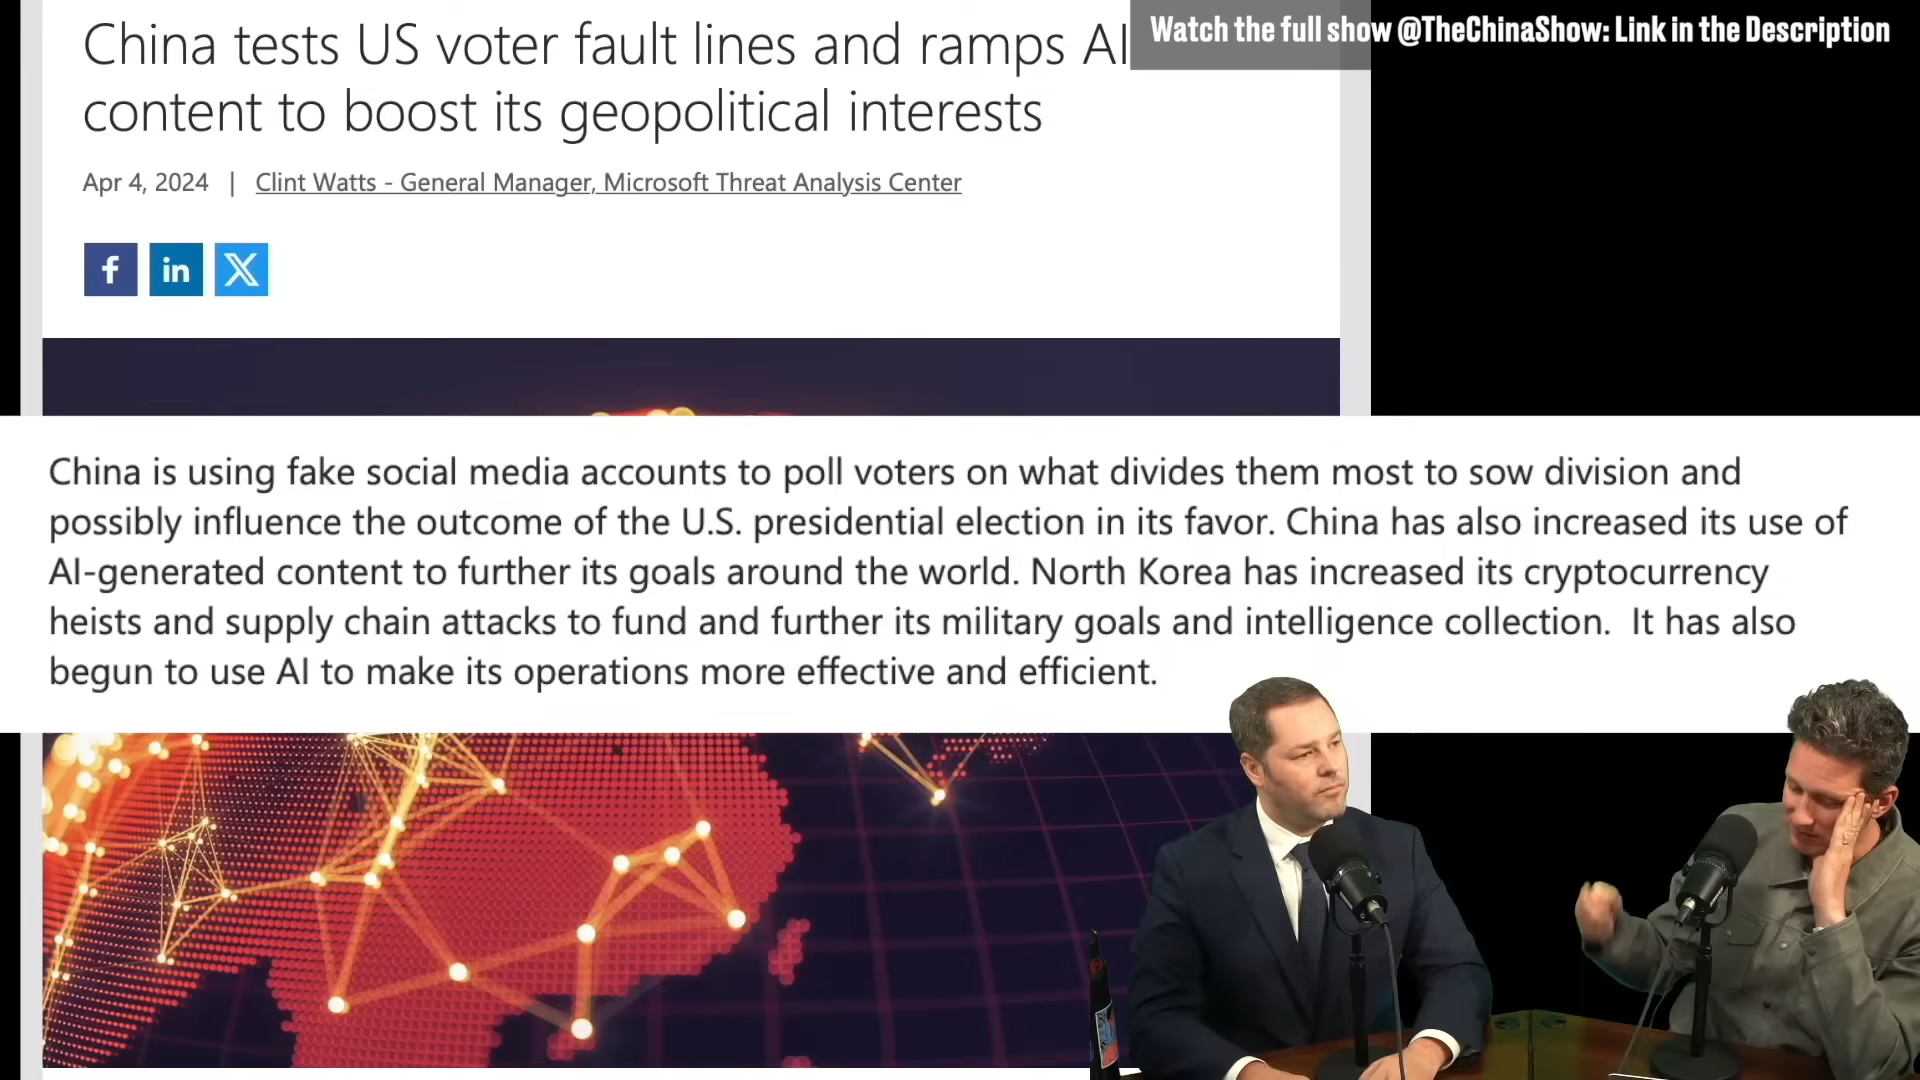 China tests US voter fault lines and ramps AI
content to boost its geopolitical interests
Watch the full show @TheChinaShow: Link in the Description
Apr 4, 2024 | Clint Watts - General Manager, Microsoft Threat Analysis Center
f in X
China is using fake social media accounts to poll voters on what divides them most to sow division and
possibly influence the outcome of the U.S. presidential election in its favor. China has also increased its use of
AI-generated content to further its goals around the world. North Korea has increased its cryptocurrency
heists and supply chain attacks to fund and further its military goals and intelligence collection. It has also
begun to use AI to make its operations more effective and efficient.